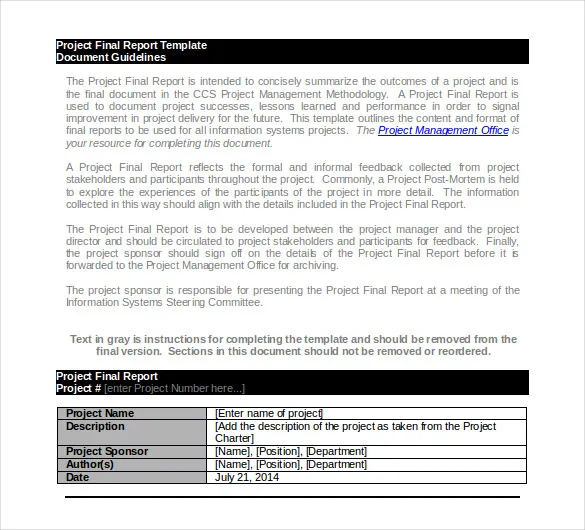 Project Final Report Template
Document Guidelines
The Project Final Report is intended to concisely summarize the outcomes of a project and is
the final document in the CCS Project Management Methodology.  A Project Final Report is
used to document project successes, lessons learned and performance in order to signal
improvement in project delivery for the future.  This template outlines the content and format of
final reports to be used for all information systems projects.  The Project Management Office is
your resource for completing this document.
A Project Final Report reflects the formal and informal feedback collected from project
stakeholders and participants throughout the project.  Commonly, a Project Post-Mortem is held
to explore the experiences of the participants of the project in more detail.  The information
collected in this way should align with the details included in the Project Final Report.
The Project Final Report is to be developed between the project manager and the project
director and should be circulated to project stakeholders and participants for feedback.  Finally,
the project sponsor should sign off on the details of the Project Final Report before it is
forwarded to the Project Management Office for archiving.
The project sponsor is responsible for presenting the Project Final Report at a meeting of the
Information Systems Steering Committee.
Text in gray is instructions for completing the template and should be removed from the
final version.  Sections in this document should not be removed or reordered.
Project Final Report
Project # [enter Project Number here...]
Project Name [Enter name of project]
Description [Add the description of the project as taken from the Project
Charter]
Project Sponsor [Name], [Position], [Department]
Author(s) [Name], [Position], [Department]
Date July 21, 2014